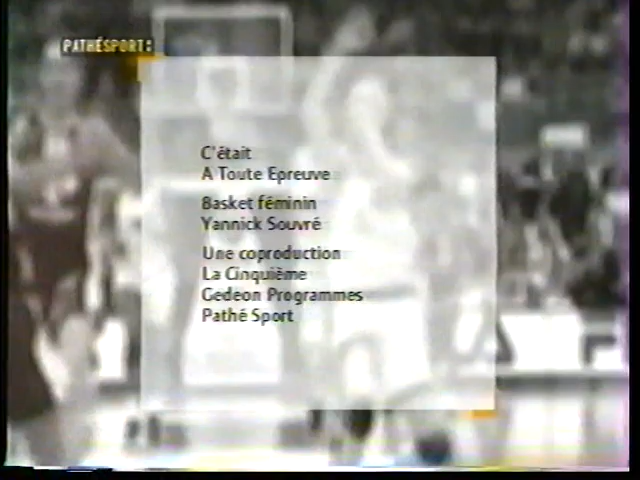 PATHÉSPORT:
C'était
A Toute Epreuve
Basket féminin
Yannick Souvré
Une coproduction
La Cinquième
Gedeon Programmes
Pathé Sport